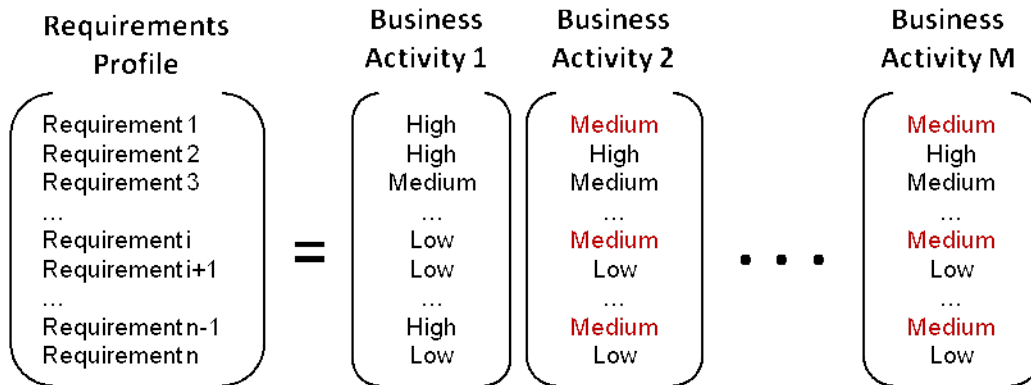 Requirements Profile
Business Activity 1
Business Activity 2
Business Activity M
Requirement 1 High Medium Medium
Requirement 2 High High High
Requirement 3 Medium Medium Medium
... ... ... ...
Requirement i Low Medium Medium
Requirement i+1 = Low Low . . . Low
... ... ... ...
Requirement n-1 High Medium Medium
Requirement n Low Low Low